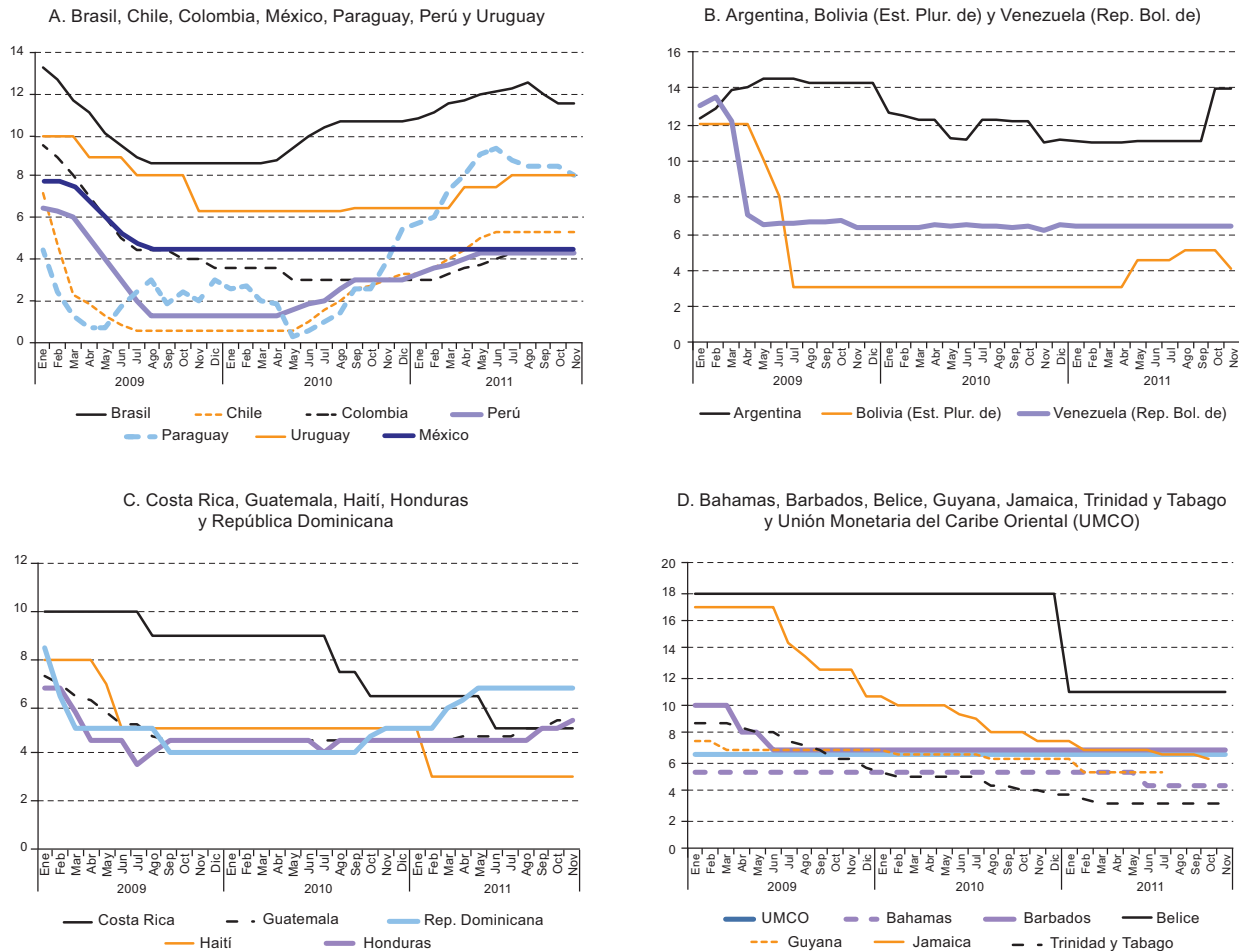 A. Brasil, Chile, Colombia, México, Paraguay, Perú y Uruguay
14
12
10
8
6
4
2
0
Ene Feb Mar Abr May Jun Jul Ago Sep Oct Nov Dic Ene Feb Mar Abr May Jun Jul Ago Sep Oct Nov Dic Ene Feb Mar Abr May Jun Jul Ago Sep Oct Nov
2009 2010 2011
Brasil Chile Colombia Perú
Paraguay Uruguay México
B. Argentina, Bolivia (Est. Plur. de) y Venezuela (Rep. Bol. de)
16
14
12
10
8
6
4
2
0
Ene Feb Mar Abr May Jun Jul Ago Sep Oct Nov Dic Ene Feb Mar Abr May Jun Jul Ago Sep Oct Nov Dic Ene Feb Mar Abr May Jun Jul Ago Sep Oct Nov
2009 2010 2011
Argentina Bolivia (Est. Plur. de) Venezuela (Rep. Bol. de)
C. Costa Rica, Guatemala, Haití, Honduras
y República Dominicana
12
10
8
6
4
2
0
Ene Feb Mar Abr May Jun Jul Ago Sep Oct Nov Dic Ene Feb Mar Abr May Jun Jul Ago Sep Oct Nov Dic Ene Feb Mar Abr May Jun Jul Ago Sep Oct Nov
2009 2010 2011
Costa Rica Guatemala Rep. Dominicana
Haití Honduras
D. Bahamas, Barbados, Belice, Guyana, Jamaica, Trinidad y Tabago
y Unión Monetaria del Caribe Oriental (UMCO)
20
18
16
14
12
10
8
6
4
2
0
Ene Feb Mar Abr May Jun Jul Ago Sep Oct Nov Dic Ene Feb Mar Abr May Jun Jul Ago Sep Oct Nov Dic Ene Feb Mar Abr May Jun Jul Ago Sep Oct Nov
2009 2010 2011
UMCO Bahamas Barbados Belice
Guyana Jamaica Trinidad y Tabago